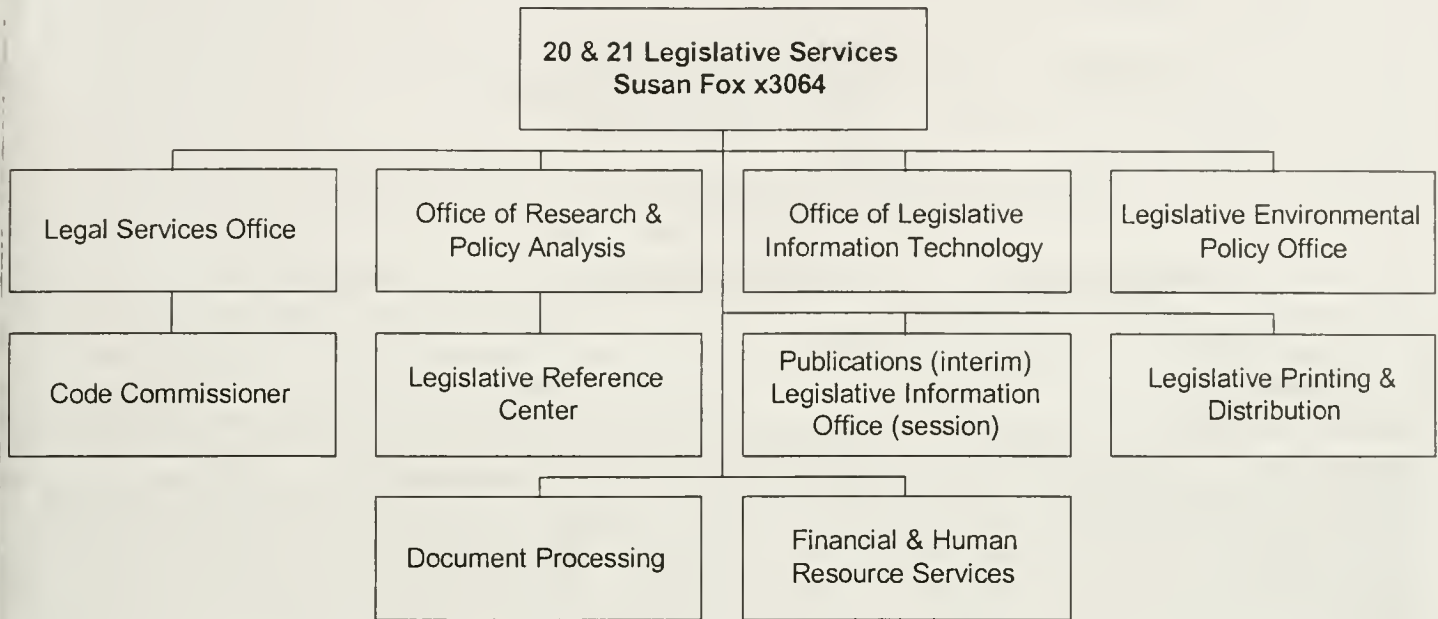 20 & 21 Legislative Services
Susan Fox x3064
Legal Services Office
Office of Research &
Policy Analysis
Office of Legislative
Information Technology
Legislative Environmental
Policy Office
Code Commissioner
Legislative Reference
Center
Publications (interim)
Legislative Information
Office (session)
Legislative Printing &
Distribution
Document Processing
Financial & Human
Resource Services